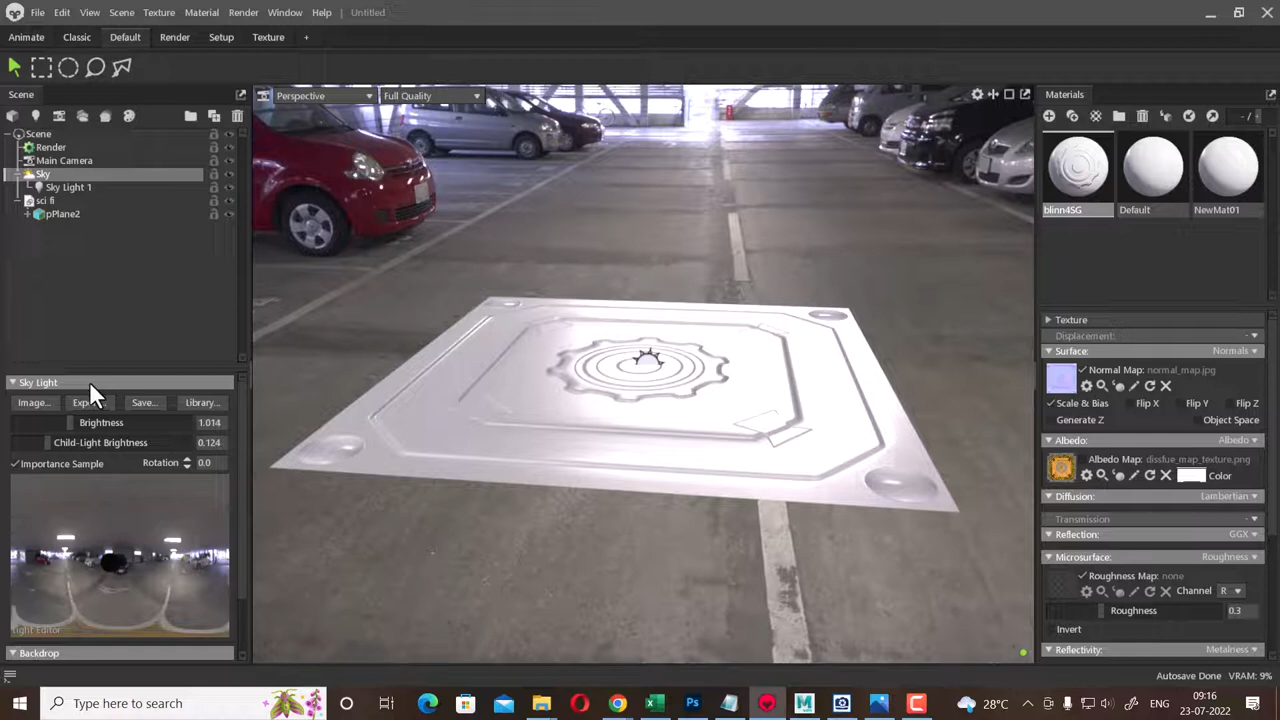 File Edit View Scene Texture Material Render Window Help Untitled
Animate Classic Default Render Setup Texture +
Scene
Perspective Full Quality
Materials
Scene
Render
Main Camera
Sky
Sky Light 1
sci fi
pPlane2
blinn4SG Default NewMat01
Texture
Displacement:
Surface: Normals
Normal Map: normal_map.jpg
Scale & Bias Flip X Flip Y Flip Z
Generate Z Object Space
Albedo: Albedo
Albedo Map: dissfue_map_texture.png
Color
Diffusion: Lambertian
Transmission
Reflection: GGX
Microsurface: Roughness
Roughness Map: none
Channel R
Roughness 0.3
Invert
Reflectivity: Metalness
Sky Light
Image... Save... Library...
Brightness 1.014
Child-Light Brightness 0.124
Importance Sample Rotation 0.0
Light Editor
Backdrop
Autosave Done VRAM: 9%
Type here to search
28°C
ENG
09:16
23-07-2022